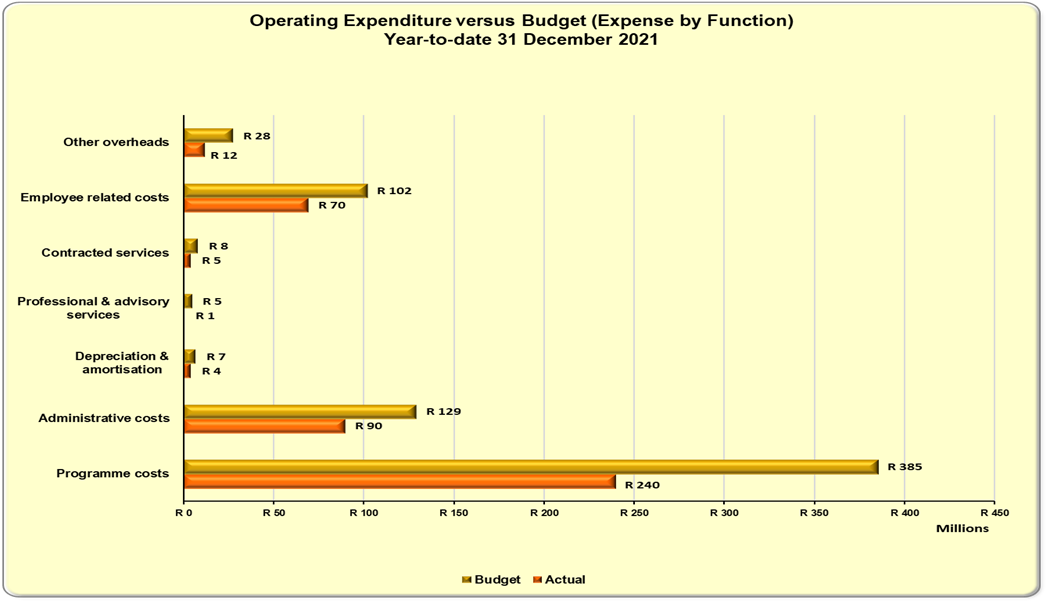 Operating Expenditure versus Budget (Expense by Function)
Year-to-date 31 December 2021
Other overheads
R 28
R 12
Employee related costs
R 102
R 70
Contracted services
R 8
R 5
Professional & advisory
services
R 5
R 1
Depreciation &
amortisation
R 7
R 4
Administrative costs
R 129
R 90
Programme costs
R 385
R 240
R 0 R 50 R 100 R 150 R 200 R 250 R 300 R 350 R 400 R 450
Millions
Budget Actual